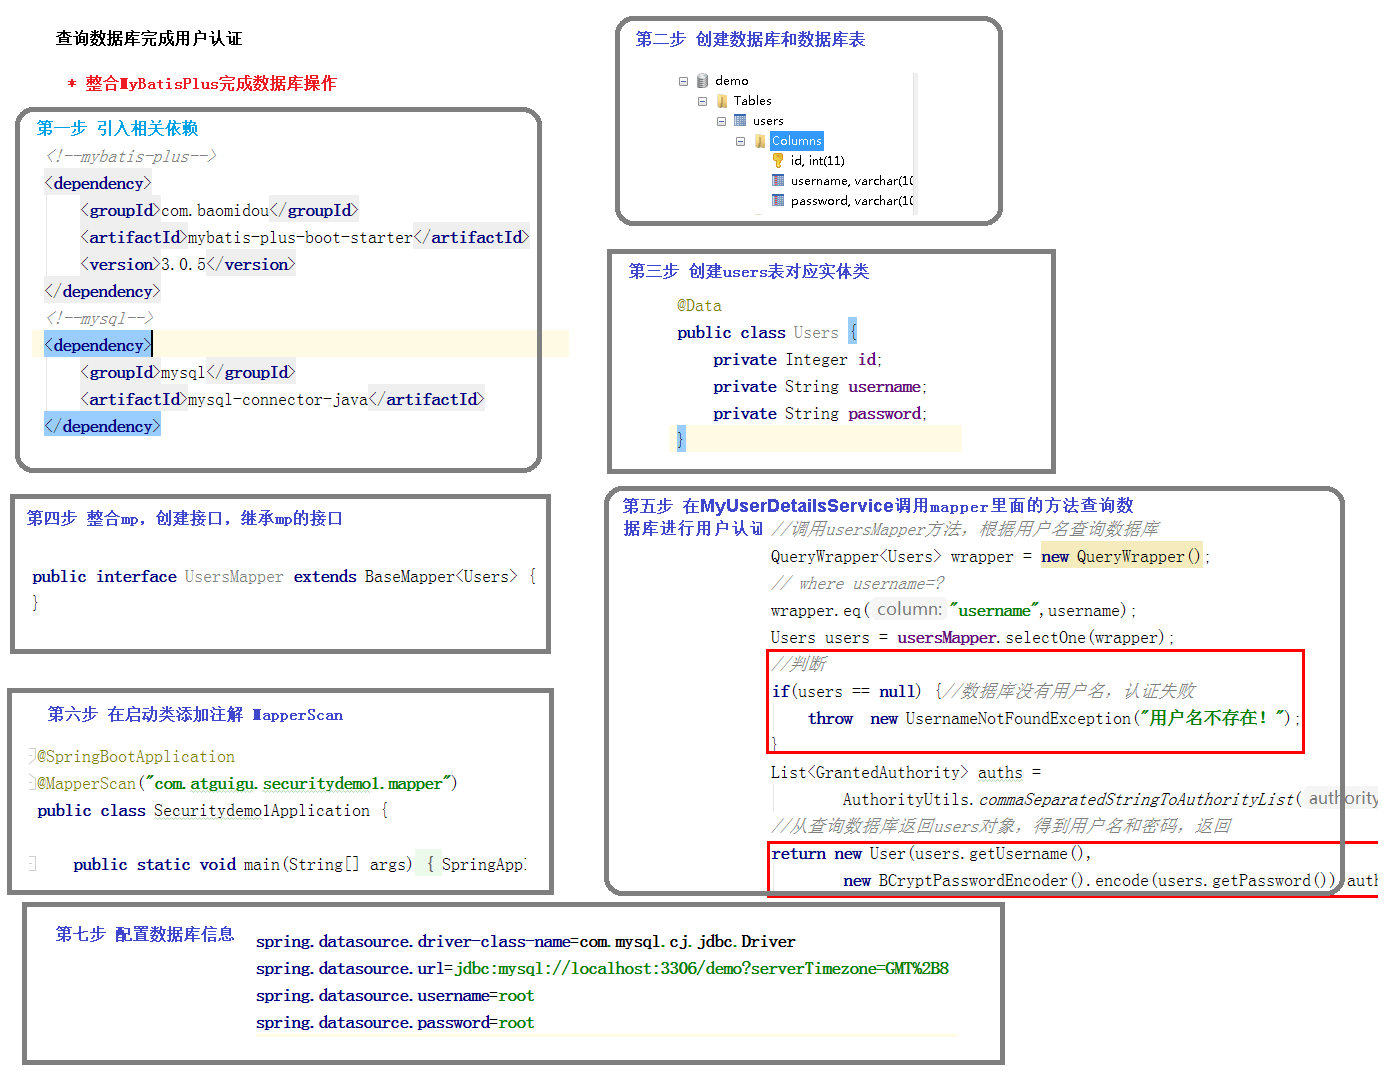 查询数据库完成用户认证
* 整合MyBatisPlus完成数据库操作
第一步 引入相关依赖
<!--mybatis-plus-->
<dependency>
<groupId>com.baomidou</groupId>
<artifactId>mybatis-plus-boot-starter</artifactId>
<version>3.0.5</version>
</dependency>
<!--mysql-->
<dependency>
<groupId>mysql</groupId>
<artifactId>mysql-connector-java</artifactId>
</dependency>
第二步 创建数据库和数据库表
demo
Tables
users
Columns
id, int(11)
username, varchar(10
password, varchar(10
第三步 创建users表对应实体类
@Data
public class Users {
private Integer id;
private String username;
private String password;
}
第四步 整合mp，创建接口，继承mp的接口
public interface UsersMapper extends BaseMapper<Users> {
}
第五步 在MyUserDetailsService调用mapper里面的方法查询数
据库进行用户认证
//调用usersMapper方法，根据用户名查询数据库
QueryWrapper<Users> wrapper = new QueryWrapper();
// where username=?
wrapper.eq( column: "username",username);
Users users = usersMapper.selectOne(wrapper);
//判断
if(users == null) {//数据库没有用户名，认证失败
throw  new UsernameNotFoundException("用户名不存在！");
}
List<GrantedAuthority> auths =
AuthorityUtils.commaSeparatedStringToAuthorityList( authority
//从查询数据库返回users对象，得到用户名和密码，返回
return new User(users.getUsername(),
new BCryptPasswordEncoder().encode(users.getPassword()), auth
第六步 在启动类添加注解 MapperScan
@SpringBootApplication
@MapperScan("com.atguigu.securitydemo1.mapper")
public class Securitydemo1Application {
public static void main(String[] args) { SpringAppl
第七步 配置数据库信息
spring.datasource.driver-class-name=com.mysql.cj.jdbc.Driver
spring.datasource.url=jdbc:mysql://localhost:3306/demo?serverTimezone=GMT%2B8
spring.datasource.username=root
spring.datasource.password=root